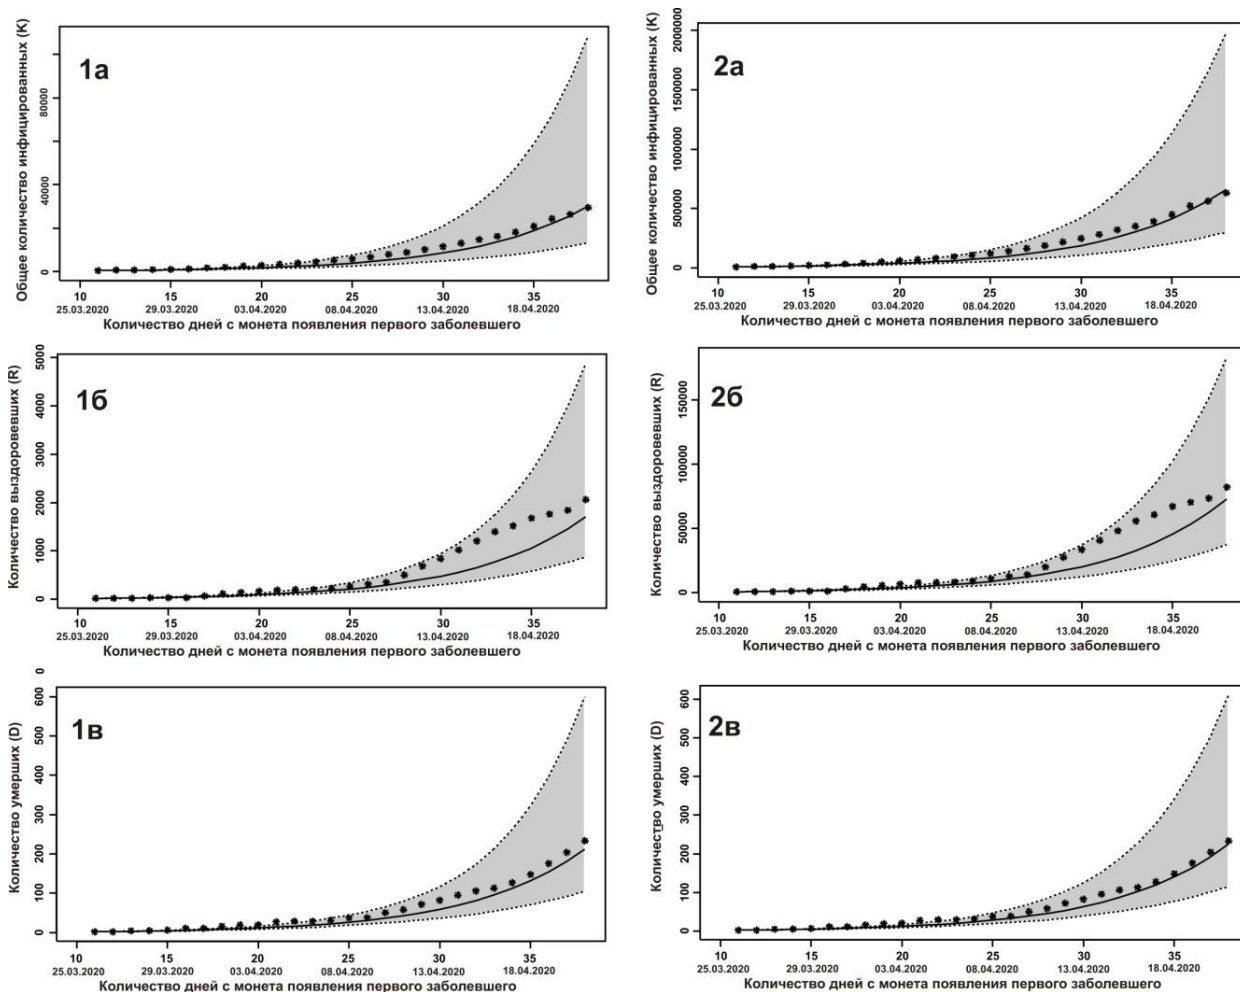 Общее количество инфицированных (K)
1а
80000
40000
0
10 15 20 25 30 35
25.03.2020 29.03.2020 03.04.2020 08.04.2020 13.04.2020 18.04.2020
Количество дней с монета появления первого заболевшего
Общее количество инфицированных (K)
2а
2000000
1500000
1000000
500000
0
10 15 20 25 30 35
25.03.2020 29.03.2020 03.04.2020 08.04.2020 13.04.2020 18.04.2020
Количество дней с монета появления первого заболевшего
Количество выздоровевших (R)
1б
5000
4000
3000
2000
1000
0
10 15 20 25 30 35
25.03.2020 29.03.2020 03.04.2020 08.04.2020 13.04.2020 18.04.2020
Количество дней с монета появления первого заболевшего
Количество выздоровевших (R)
2б
150000
100000
50000
0
10 15 20 25 30 35
25.03.2020 29.03.2020 03.04.2020 08.04.2020 13.04.2020 18.04.2020
Количество дней с монета появления первого заболевшего
0
Количество умерших (D)
1в
600
500
400
300
200
100
0
10 15 20 25 30 35
25.03.2020 29.03.2020 03.04.2020 08.04.2020 13.04.2020 18.04.2020
Количество дней с монета появления первого заболевшего
Количество умерших (D)
2в
600
500
400
300
200
100
0
10 15 20 25 30 35
25.03.2020 29.03.2020 03.04.2020 08.04.2020 13.04.2020 18.04.2020
Количество дней с монета появления первого заболевшего